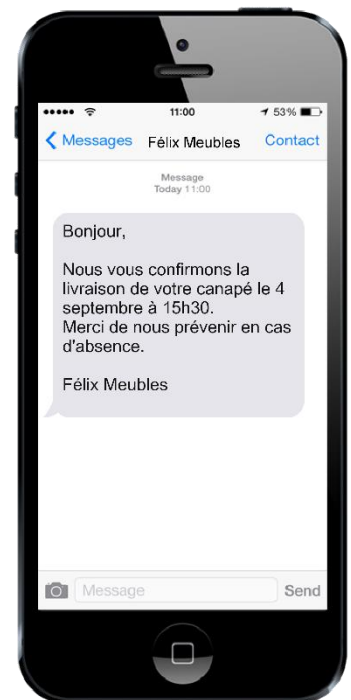 11:00
53%
Messages
Félix Meubles
Contact
Message
Today 11:00
Bonjour,
Nous vous confirmons la
livraison de votre canapé le 4
septembre à 15h30.
Merci de nous prévenir en cas
d'absence.
Félix Meubles
Message
Send